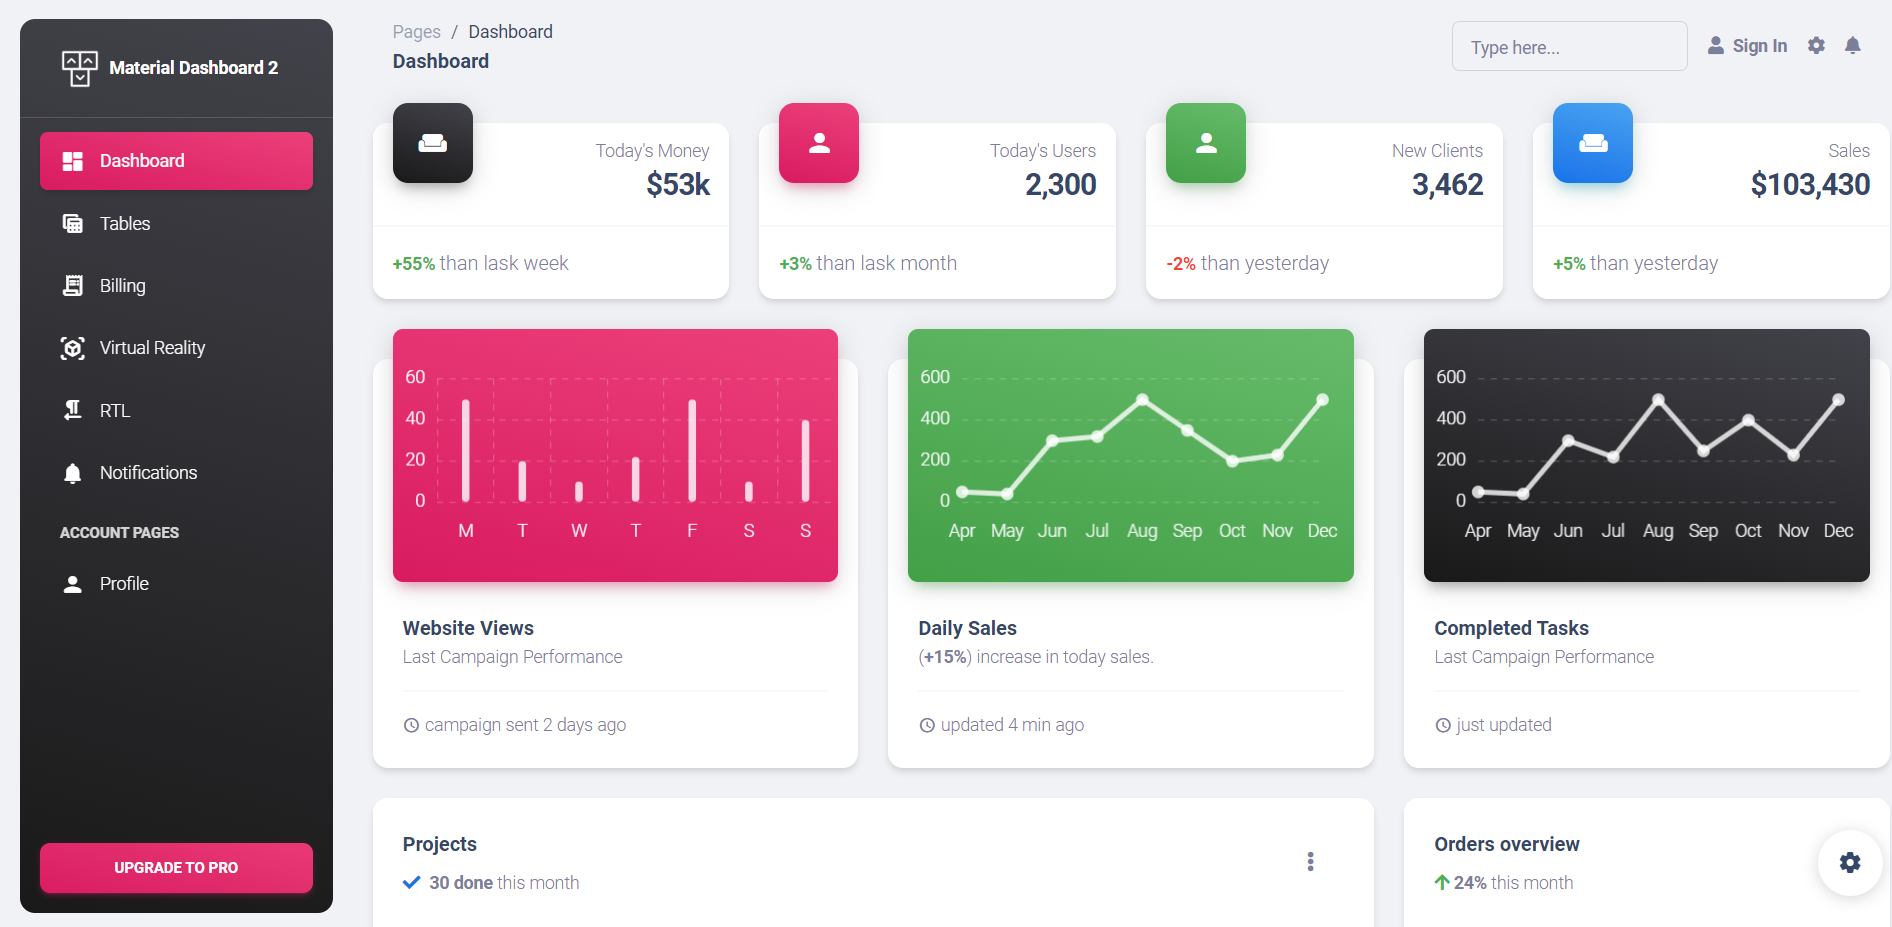 Material Dashboard 2
Dashboard
Tables
Billing
Virtual Reality
RTL
Notifications
ACCOUNT PAGES
Profile
UPGRADE TO PRO
Pages / Dashboard
Dashboard
Type here...
Sign In
Today's Money
$53k
+55% than lask week
Today's Users
2,300
+3% than lask month
New Clients
3,462
-2% than yesterday
Sales
$103,430
+5% than yesterday
60
40
20
0
M T W T F S S
Website Views
Last Campaign Performance
campaign sent 2 days ago
600
400
200
0
Apr May Jun Jul Aug Sep Oct Nov Dec
Daily Sales
(+15%) increase in today sales.
updated 4 min ago
600
400
200
0
Apr May Jun Jul Aug Sep Oct Nov Dec
Completed Tasks
Last Campaign Performance
just updated
Projects
30 done this month
Orders overview
24% this month